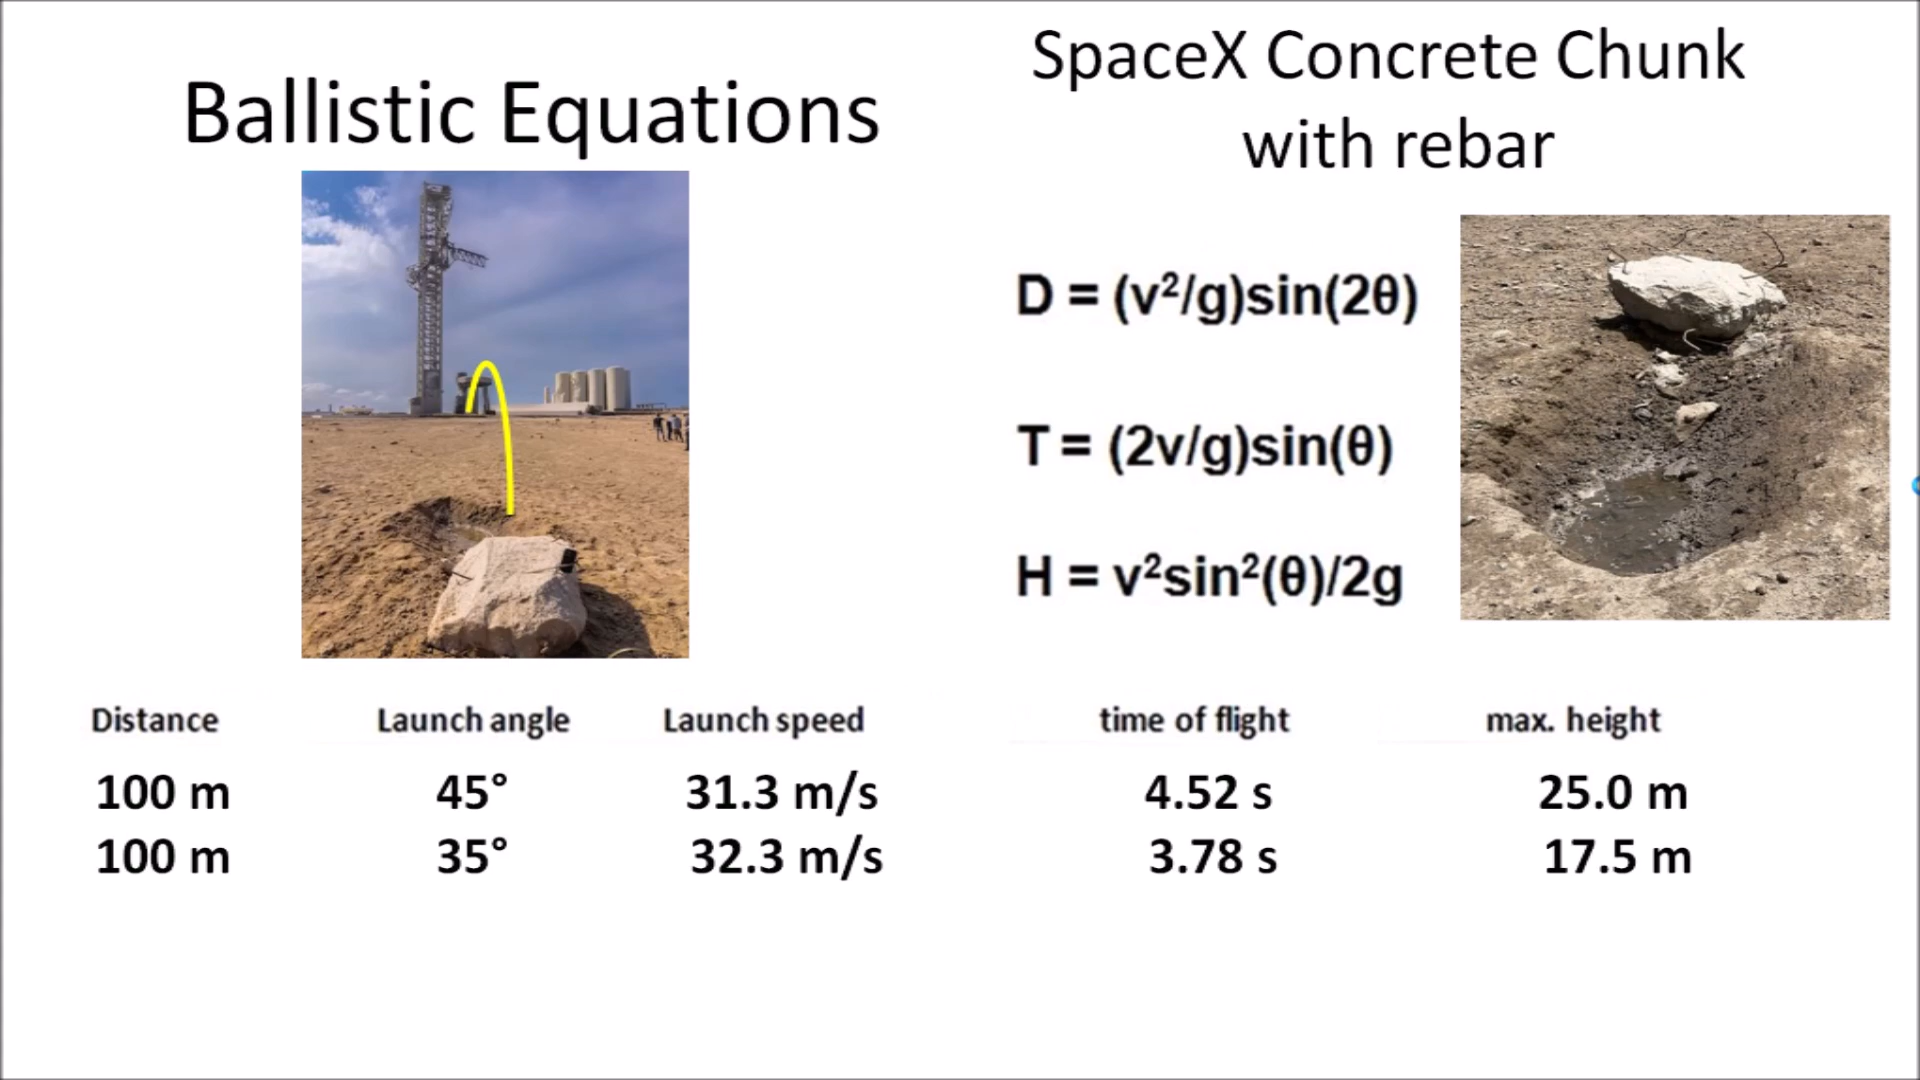 Ballistic Equations
SpaceX Concrete Chunk
with rebar
D = (v²/g)sin(2θ)
T = (2v/g)sin(θ)
H = v²sin²(θ)/2g
Distance Launch angle Launch speed time of flight max. height
100 m 45° 31.3 m/s 4.52 s 25.0 m
100 m 35° 32.3 m/s 3.78 s 17.5 m